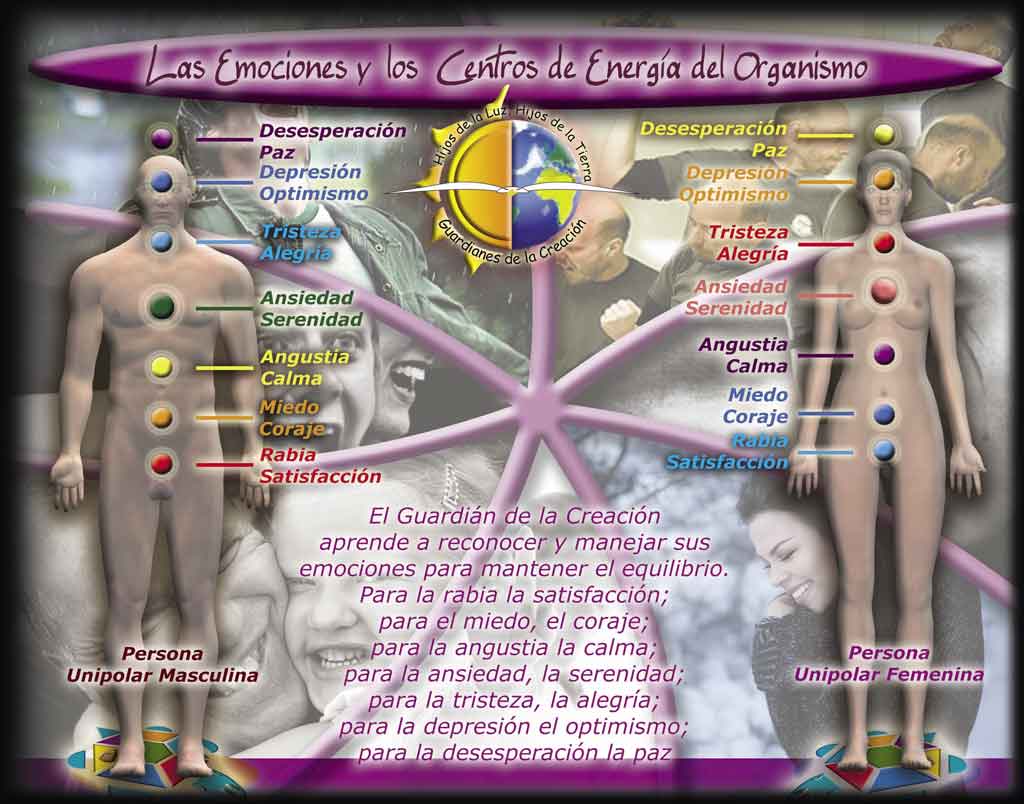 Las Emociones y los Centros de Energía del Organismo
Hijos de la Luz
Hijos de la Tierra
Guardianes de la Creación
Desesperación
Paz
Depresión
Optimismo
Tristeza
Alegría
Ansiedad
Serenidad
Angustia
Calma
Miedo
Coraje
Rabia
Satisfacción
Desesperación
Paz
Depresión
Optimismo
Tristeza
Alegría
Ansiedad
Serenidad
Angustia
Calma
Miedo
Coraje
Rabia
Satisfacción
El Guardián de la Creación
aprende a reconocer y manejar sus
emociones para mantener el equilibrio.
Para la rabia la satisfacción;
para el miedo, el coraje;
para la angustia la calma;
para la ansiedad, la serenidad;
para la tristeza, la alegría;
para la depresión el optimismo;
para la desesperación la paz
Persona
Unipolar Masculina
Persona
Unipolar Femenina